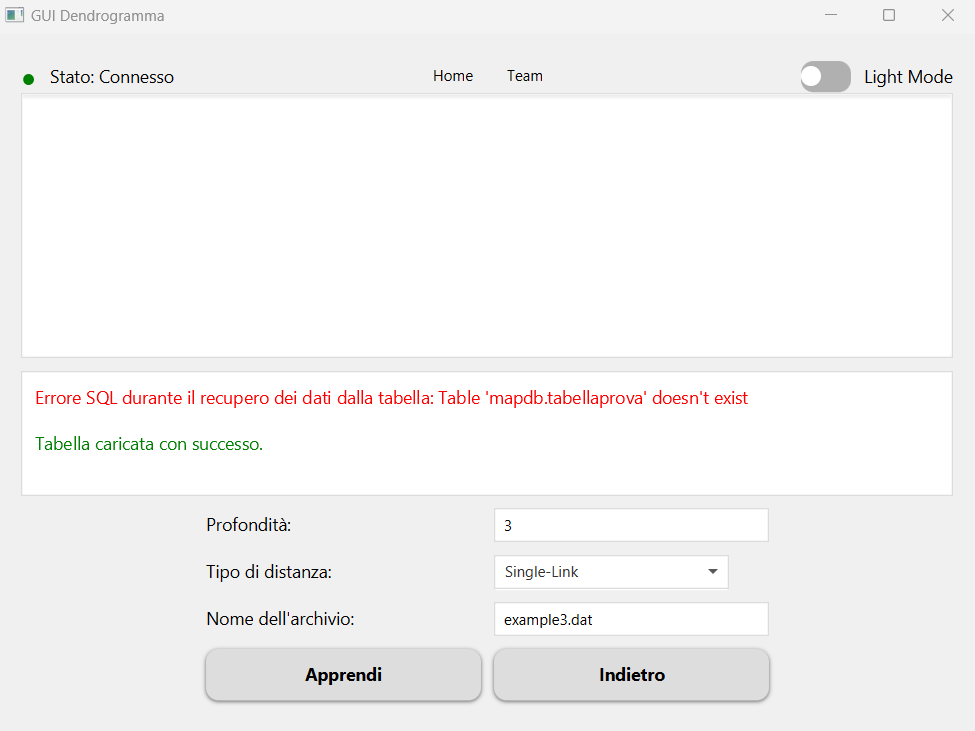 GUI Dendrogramma
Stato: Connesso
Home
Team
Light Mode
Errore SQL durante il recupero dei dati dalla tabella: Table 'mapdb.tabellaprova' doesn't exist
Tabella caricata con successo.
Profondità:
3
Tipo di distanza:
Single-Link
Nome dell'archivio:
example3.dat
Apprendi
Indietro